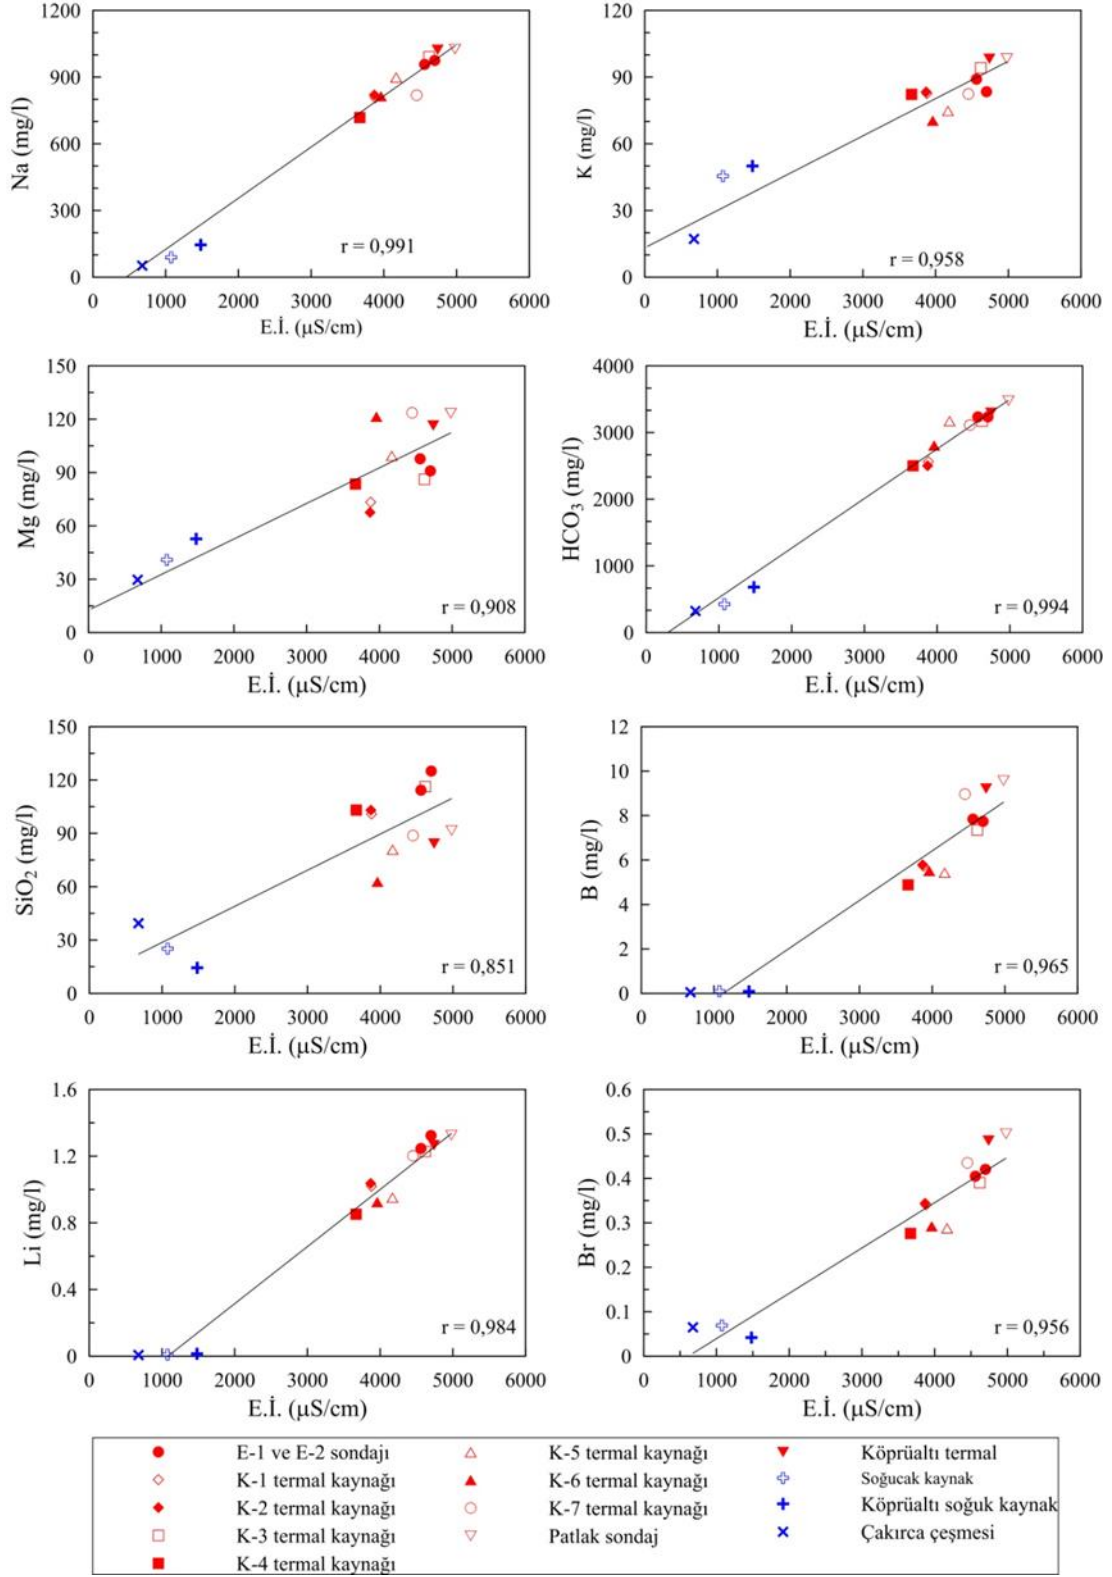 1200
900
600
300
0
Na (mg/l)
r = 0,991
0 1000 2000 3000 4000 5000 6000
E.İ. (µS/cm)
120
90
60
30
0
K (mg/l)
r = 0,958
0 1000 2000 3000 4000 5000 6000
E.İ. (µS/cm)
150
120
90
60
30
0
Mg (mg/l)
r = 0,908
0 1000 2000 3000 4000 5000 6000
E.İ. (µS/cm)
4000
3000
2000
1000
0
HCO₃ (mg/l)
r = 0,994
0 1000 2000 3000 4000 5000 6000
E.İ. (µS/cm)
150
120
90
60
30
0
SiO₂ (mg/l)
r = 0,851
0 1000 2000 3000 4000 5000 6000
E.İ. (µS/cm)
12
10
8
6
4
2
0
B (mg/l)
r = 0,965
0 1000 2000 3000 4000 5000 6000
E.İ. (µS/cm)
1.6
1.2
0.8
0.4
0
Li (mg/l)
r = 0,984
0 1000 2000 3000 4000 5000 6000
E.İ. (µS/cm)
0.6
0.5
0.4
0.3
0.2
0.1
0
Br (mg/l)
r = 0,956
0 1000 2000 3000 4000 5000 6000
E.İ. (µS/cm)
E-1 ve E-2 sondajı
K-1 termal kaynağı
K-2 termal kaynağı
K-3 termal kaynağı
K-4 termal kaynağı
K-5 termal kaynağı
K-6 termal kaynağı
K-7 termal kaynağı
Patlak sondaj
Köprüaltı termal
Soğucak kaynak
Köprüaltı soğuk kaynak
Çakırca çeşmesi